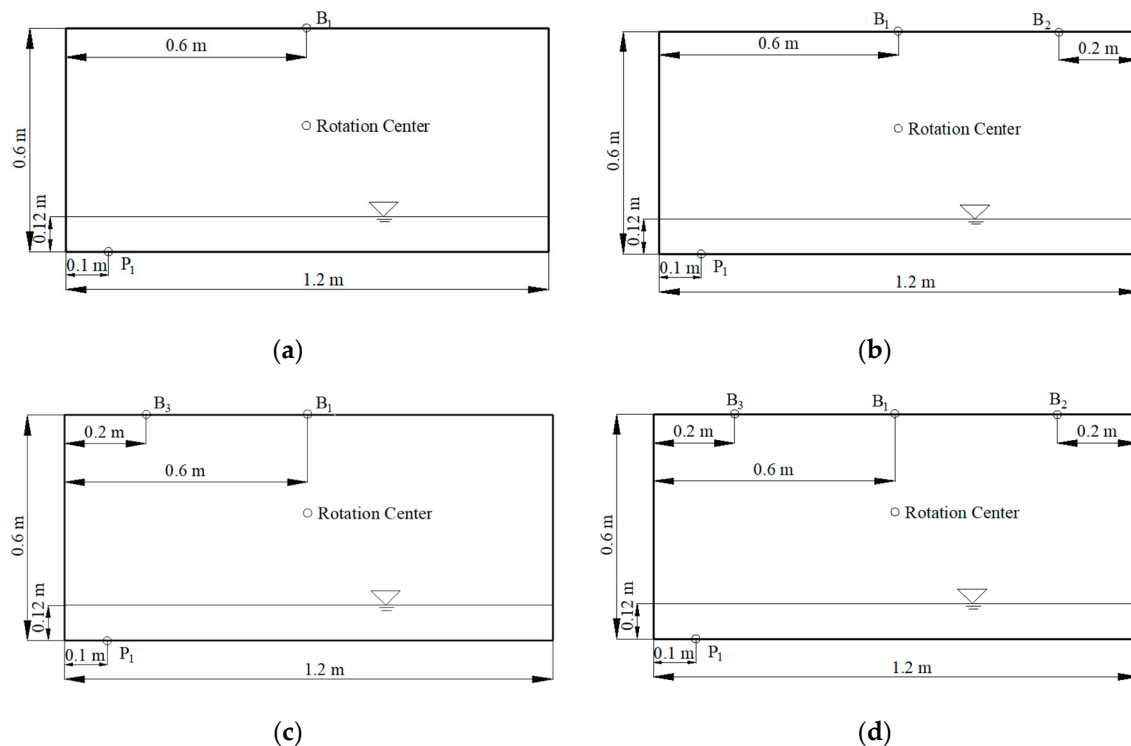 B₁
0.6 m
Rotation Center
0.6 m
0.12 m
0.1 m
P₁
1.2 m
(a)
B₁
B₂
0.6 m
0.2 m
Rotation Center
0.6 m
0.12 m
0.1 m
P₁
1.2 m
(b)
B₃
B₁
0.2 m
0.6 m
Rotation Center
0.6 m
0.12 m
0.1 m
P₁
1.2 m
(c)
B₃
B₁
B₂
0.2 m
0.2 m
0.6 m
Rotation Center
0.6 m
0.12 m
0.1 m
P₁
1.2 m
(d)